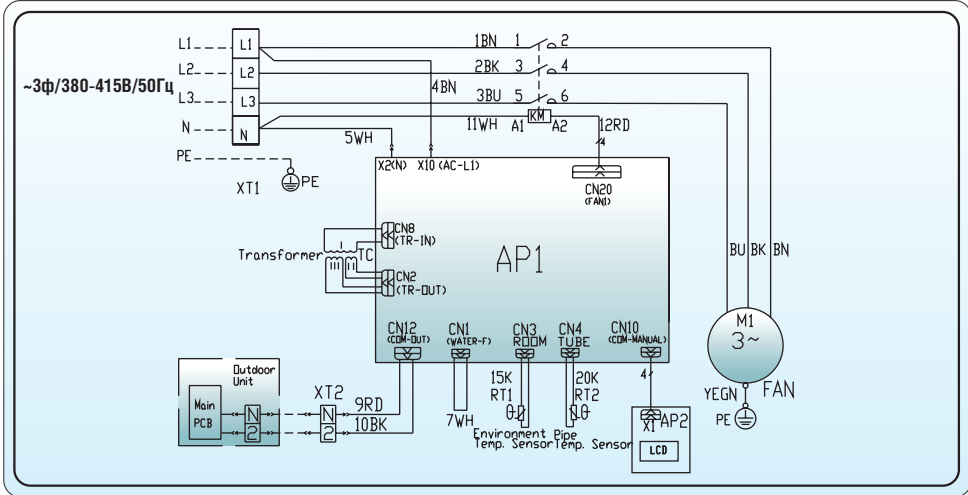 L1 L1 1BN 1 2
L2 L2 2BK 3 4
~3ф/380-415В/50Гц
4BN
L3 L3 3BU 5 6
KM
N N 11WH A1 A2 12RD
5WH 4
PE
X2(N) X10 (AC-L1)
XT1 PE
CN20
(FAN1)
CN8
(TR-IN)
I
Transformer TC
III II
AP1
BU BK BN
CN2
(TR-OUT)
M1
3~
CN12 CN1 CN3 CN4 CN10
(COM-OUT) (WATER-F) ROOM TUBE (COM-MANUAL)
Outdoor
Unit
15K 20K 4
RT1 RT2
θ θ
YEGN FAN
XT2
Main
PCB
N N 9RD
2 2 10BK
7WH
X1 AP2
PE
Environment Pipe
Temp. Sensor Temp. Sensor
LCD